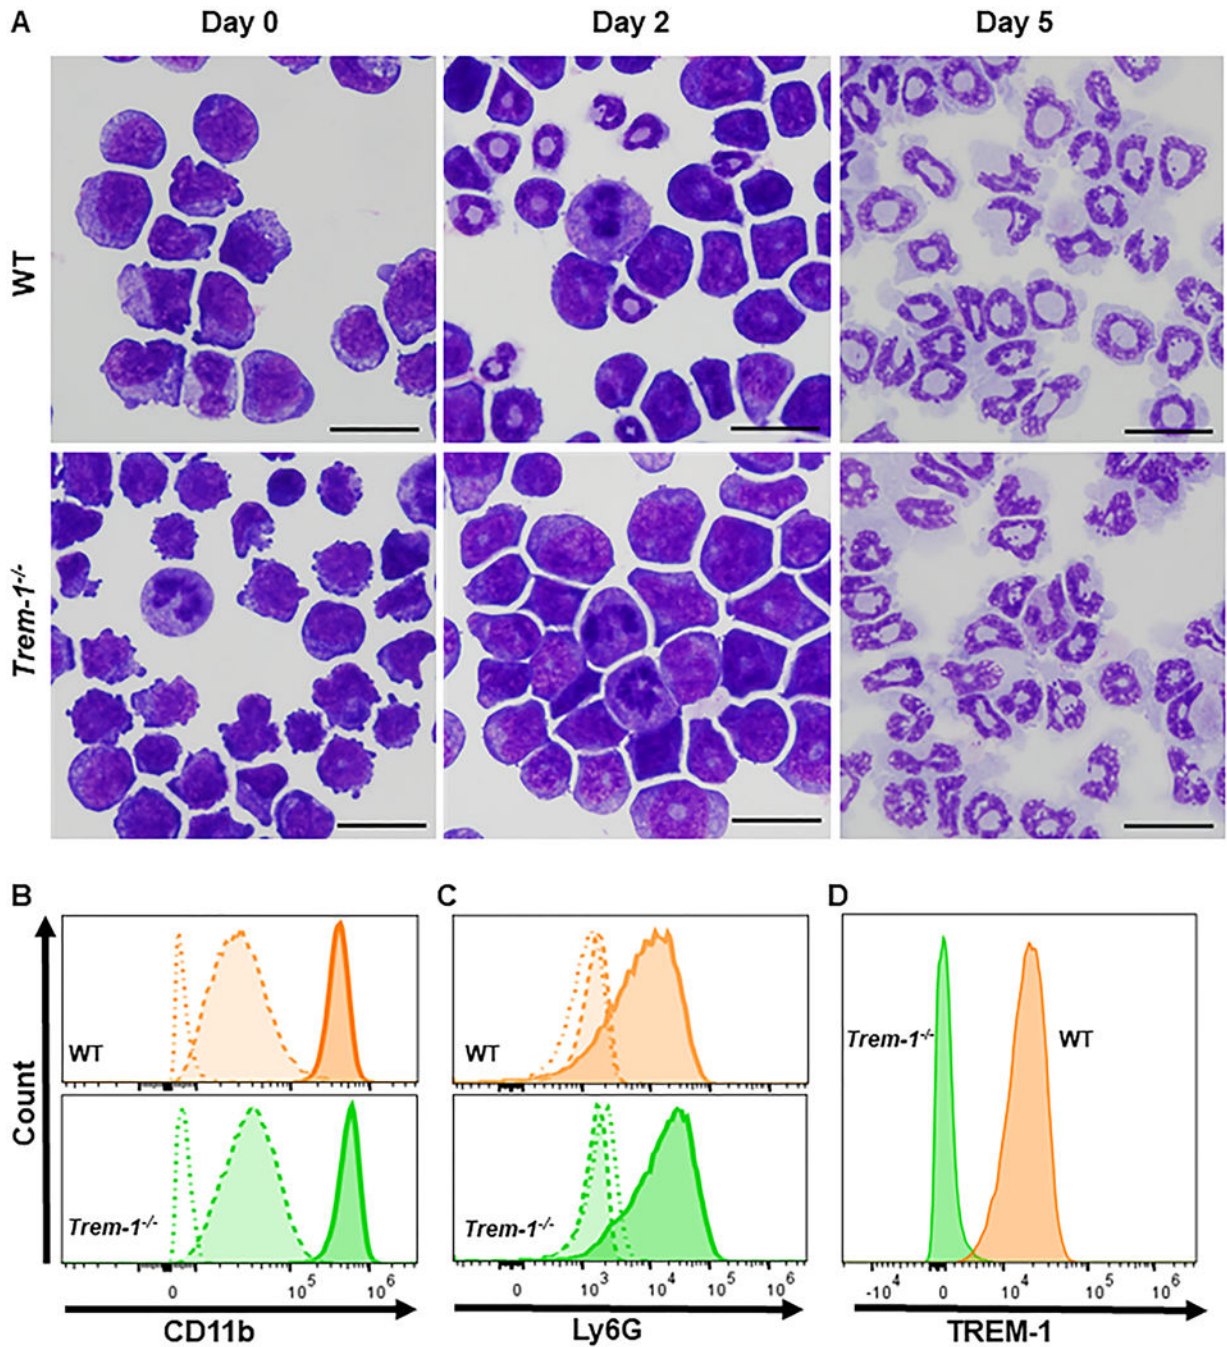 A
Day 0
Day 2
Day 5
WT
Trem-1-/-
B
C
D
Count
WT
Trem-1-/-
0
10^5
10^6
CD11b
WT
Trem-1-/-
0
10^3
10^4
10^5
10^6
Ly6G
Trem-1-/-
WT
-10^4
0
10^4
10^5
10^6
TREM-1